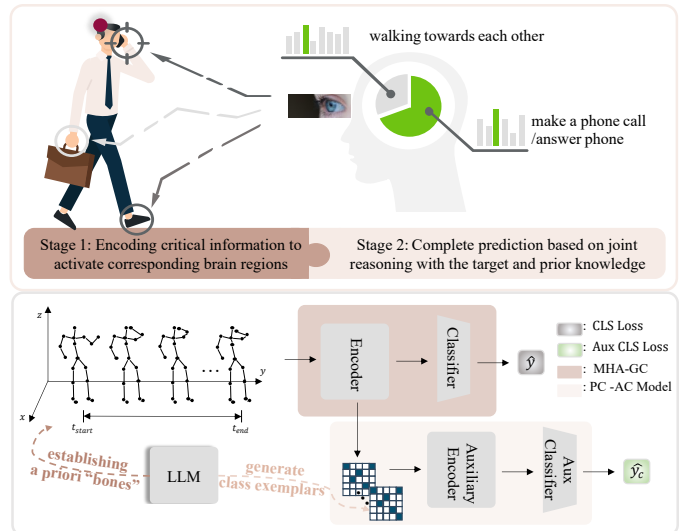 walking towards each other
make a phone call
/answer phone
Stage 1: Encoding critical information to
activate corresponding brain regions
Stage 2: Complete prediction based on joint
reasoning with the target and prior knowledge
z
y
x
t_start
t_end
...
establishing
a priori "bones"
LLM
generate
class exemplars
Encoder
Classifier
ŷ
Auxiliary
Encoder
Aux
Classifier
ŷ_c
: CLS Loss
: Aux CLS Loss
: MHA-GC
: PC -AC Model